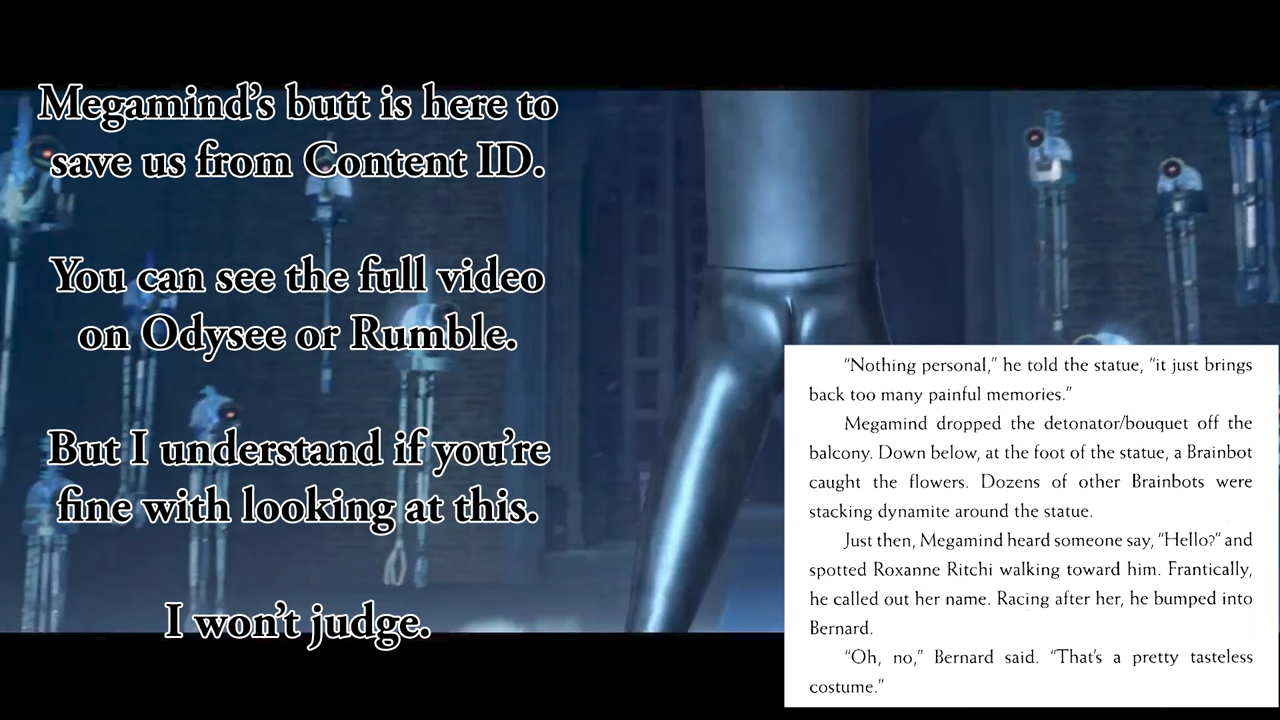 Megamind's butt is here to
save us from Content ID.
You can see the full video
on Odysee or Rumble.
But I understand if you're
fine with looking at this.
I won't judge.
"Nothing personal," he told the statue, "it just brings
back too many painful memories."
Megamind dropped the detonator/bouquet off the
balcony. Down below, at the foot of the statue, a Brainbot
caught the flowers. Dozens of other Brainbots were
stacking dynamite around the statue.
Just then, Megamind heard someone say, "Hello?" and
spotted Roxanne Ritchi walking toward him. Frantically,
he called out her name. Racing after her, he bumped into
Bernard.
"Oh, no," Bernard said. "That's a pretty tasteless
costume."